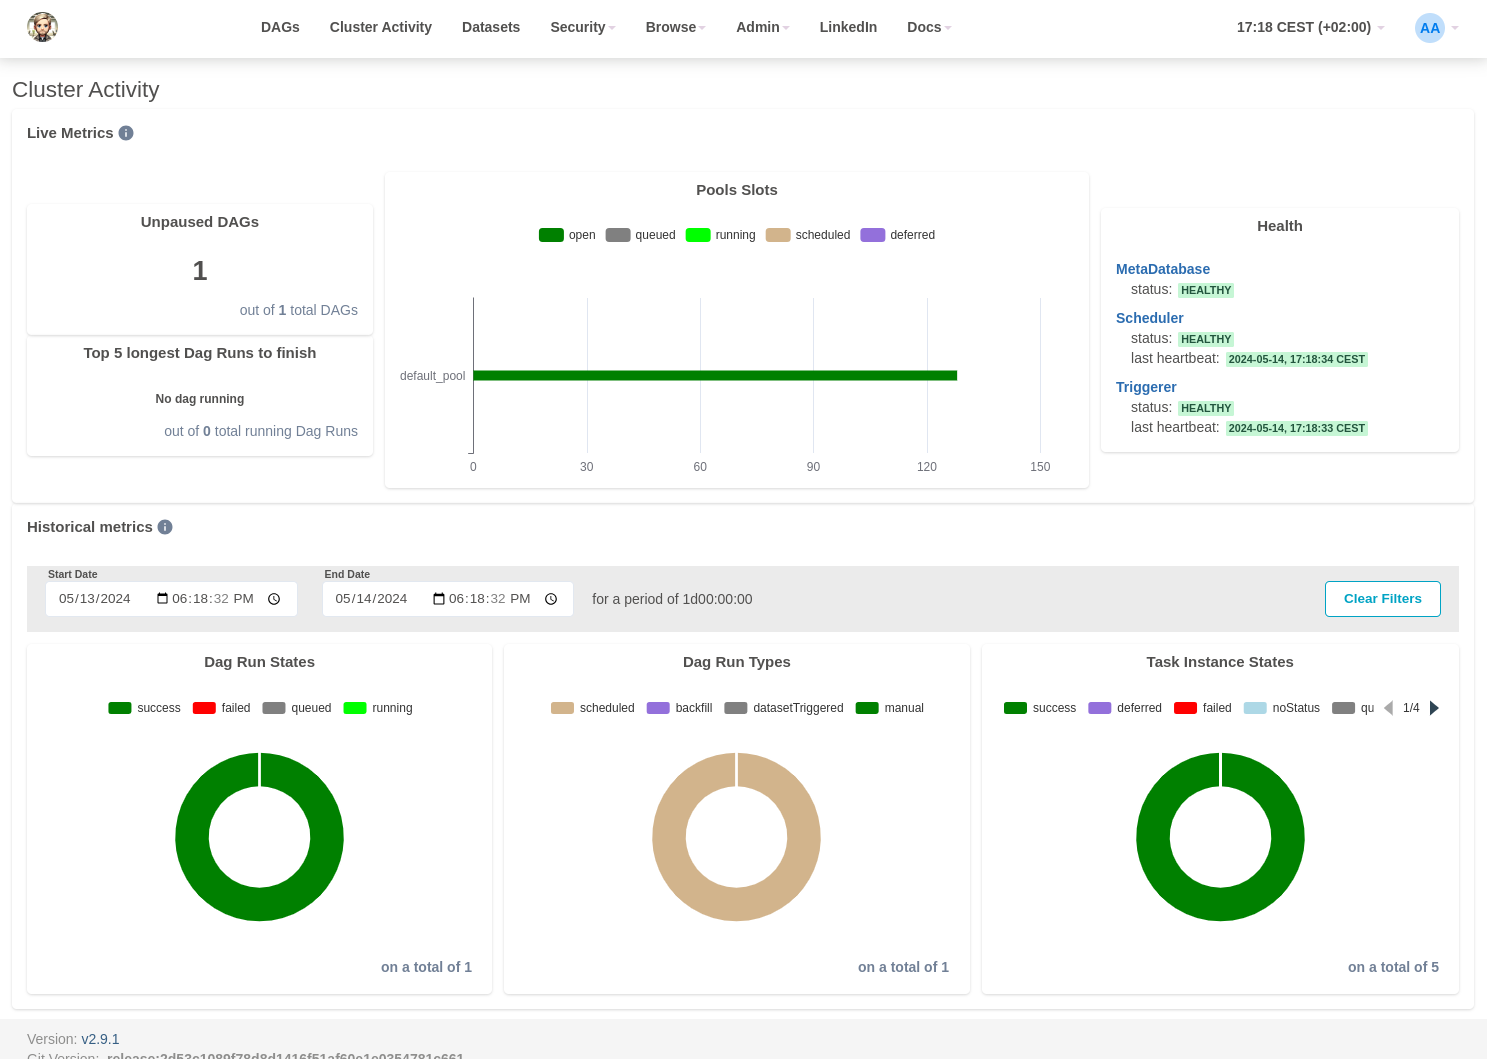 DAGs Cluster Activity Datasets Security Browse Admin LinkedIn Docs 17:18 CEST (+02:00) AA
Cluster Activity
Live Metrics
Unpaused DAGs
1
out of 1 total DAGs
Top 5 longest Dag Runs to finish
No dag running
out of 0 total running Dag Runs
Pools Slots
open queued running scheduled deferred
default_pool
0 30 60 90 120 150
Health
MetaDatabase
status: HEALTHY
Scheduler
status: HEALTHY
last heartbeat: 2024-05-14, 17:18:34 CEST
Triggerer
status: HEALTHY
last heartbeat: 2024-05-14, 17:18:33 CEST
Historical metrics
Start Date End Date
05/13/2024 06:18:32 PM 05/14/2024 06:18:32 PM for a period of 1d00:00:00 Clear Filters
Dag Run States
success failed queued running
on a total of 1
Dag Run Types
scheduled backfill datasetTriggered manual
on a total of 1
Task Instance States
success deferred failed noStatus qu 1/4
on a total of 5
Version: v2.9.1
Git Version: